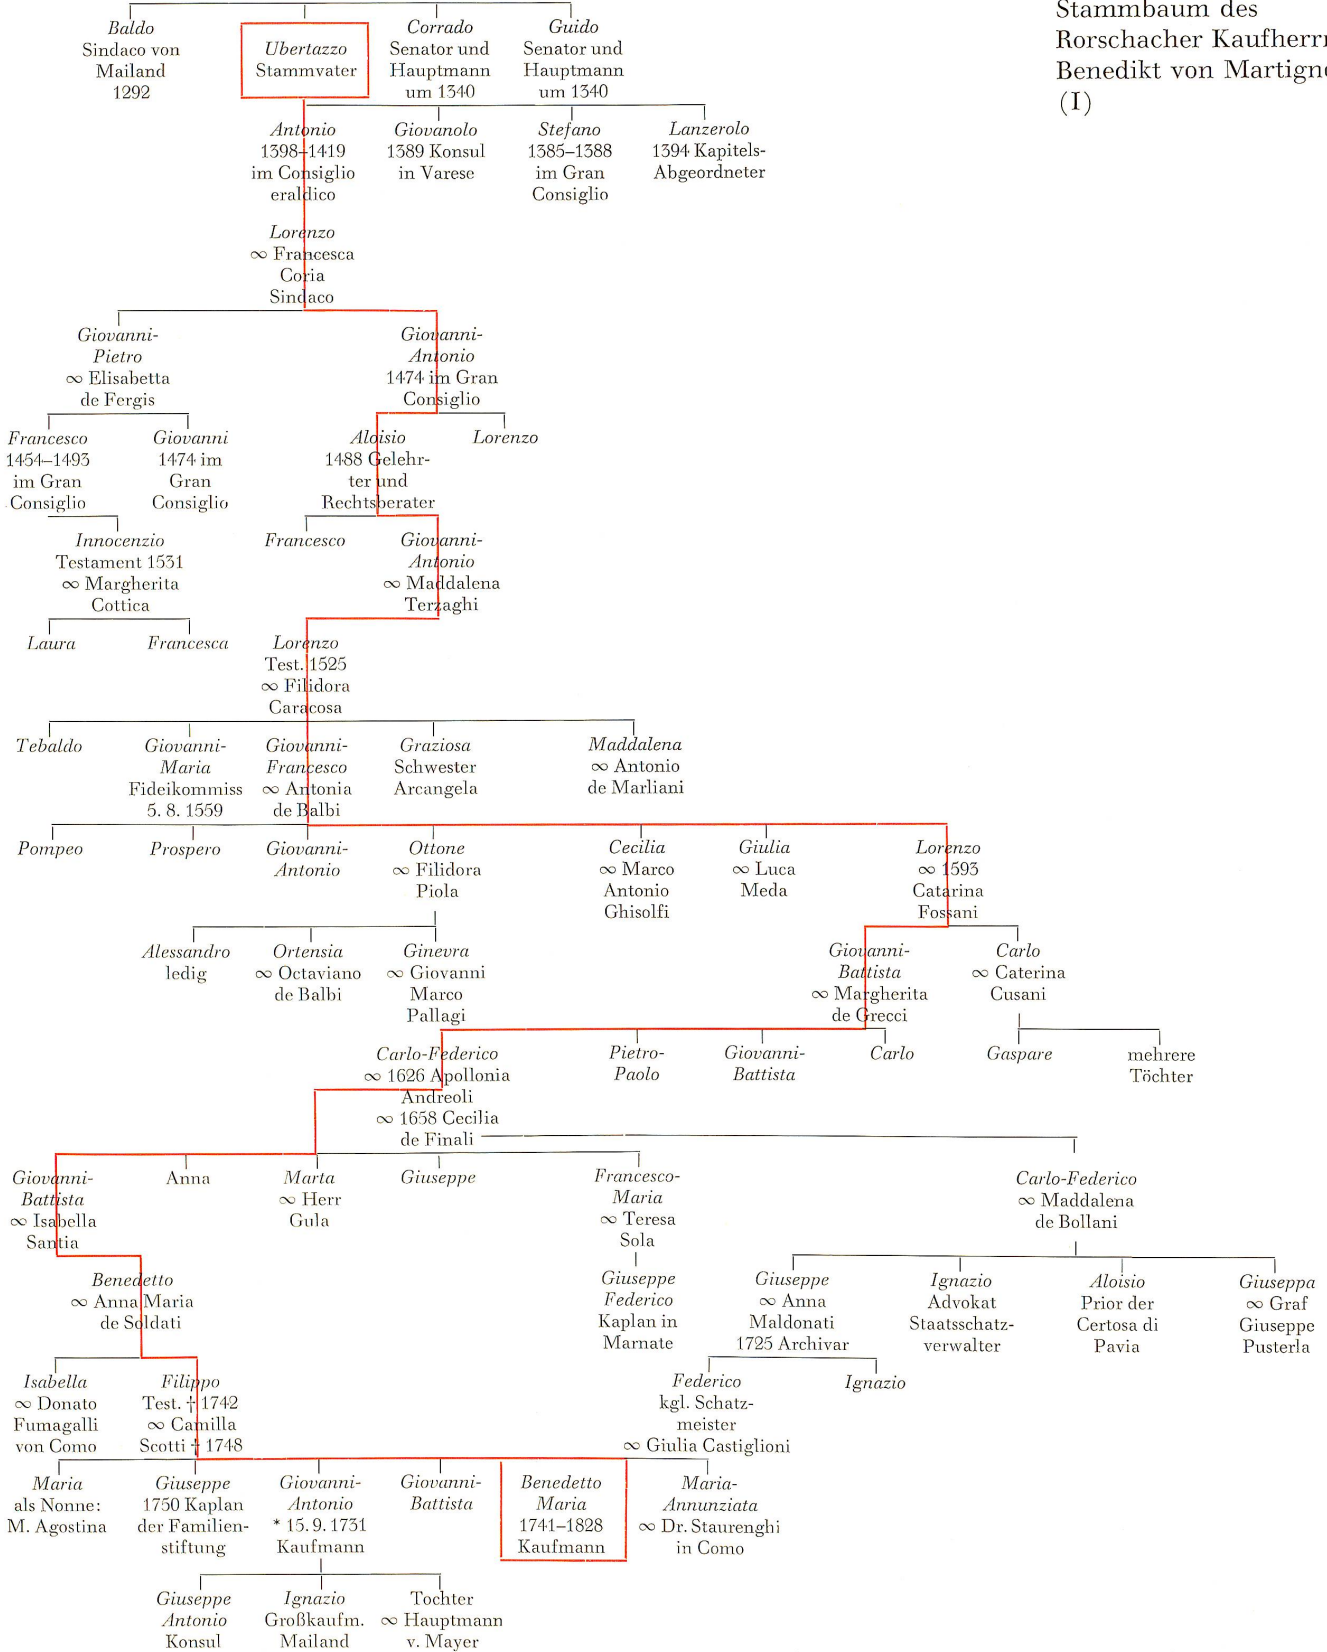 Stammbaum des
Rorschacher Kaufherrn
Benedikt von Martigno
(I)
Baldo
Sindaco von
Mailand
1292
Ubertazzo
Stammvater
Corrado
Senator und
Hauptmann
um 1340
Guido
Senator und
Hauptmann
um 1340
Antonio
1398–1419
im Consiglio
eraldico
Giovanolo
1389 Konsul
in Varese
Stefano
1385–1388
im Gran
Consiglio
Lanzerolo
1394 Kapitels-
Abgeordneter
Lorenzo
∞ Francesca
Coria
Sindaco
Giovanni-
Pietro
∞ Elisabetta
de Fergis
Giovanni-
Antonio
1474 im Gran
Consiglio
Francesco
1454–1493
im Gran
Consiglio
Giovanni
1474 im
Gran
Consiglio
Aloisio
1488 Gelehr-
ter und
Rechtsberater
Lorenzo
Innocenzio
Testament 1531
∞ Margherita
Cottica
Francesco
Giovanni-
Antonio
∞ Maddalena
Terzaghi
Laura
Francesca
Lorenzo
Test. 1525
∞ Filidora
Caracosa
Tebaldo
Giovanni-
Maria
Fideikommiss
5. 8. 1559
Giovanni-
Francesco
∞ Antonia
de Balbi
Graziosa
Schwester
Arcangela
Maddalena
∞ Antonio
de Marliani
Pompeo
Prospero
Giovanni-
Antonio
Ottone
∞ Filidora
Piola
Cecilia
∞ Marco
Antonio
Ghisolfi
Giulia
∞ Luca
Meda
Lorenzo
∞ 1593
Catarina
Fossani
Alessandro
ledig
Ortensia
∞ Octaviano
de Balbi
Ginevra
∞ Giovanni
Marco
Pallagi
Giovanni-
Battista
∞ Margherita
de Grecci
Carlo
∞ Caterina
Cusani
Carlo-Federico
∞ 1626 Apollonia
Andreoli
∞ 1658 Cecilia
de Finali
Pietro-
Paolo
Giovanni-
Battista
Carlo
Gaspare
mehrere
Töchter
Giovanni-
Battista
∞ Isabella
Santia
Anna
Marta
∞ Herr
Gula
Giuseppe
Francesco-
Maria
∞ Teresa
Sola
Carlo-Federico
∞ Maddalena
de Bollani
Benedetto
∞ Anna Maria
de Soldati
Giuseppe
Federico
Kaplan in
Marnate
Giuseppe
∞ Anna
Maldonati
1725 Archivar
Ignazio
Advokat
Staatsschatz-
verwalter
Aloisio
Prior der
Certosa di
Pavia
Giuseppa
∞ Graf
Giuseppe
Pusterla
Isabella
∞ Donato
Fumagalli
von Como
Filippo
Test. † 1742
∞ Camilla
Scotti † 1748
Federico
kgl. Schatz-
meister
∞ Giulia Castiglioni
Ignazio
Maria
als Nonne:
M. Agostina
Giuseppe
1750 Kaplan
der Familien-
stiftung
Giovanni-
Antonio
* 15. 9. 1731
Kaufmann
Giovanni-
Battista
Benedetto
Maria
1741–1828
Kaufmann
Maria-
Annunziata
∞ Dr. Staurenghi
in Como
Giuseppe
Antonio
Konsul
Ignazio
Großkaufm.
Mailand
Tochter
∞ Hauptmann
v. Mayer